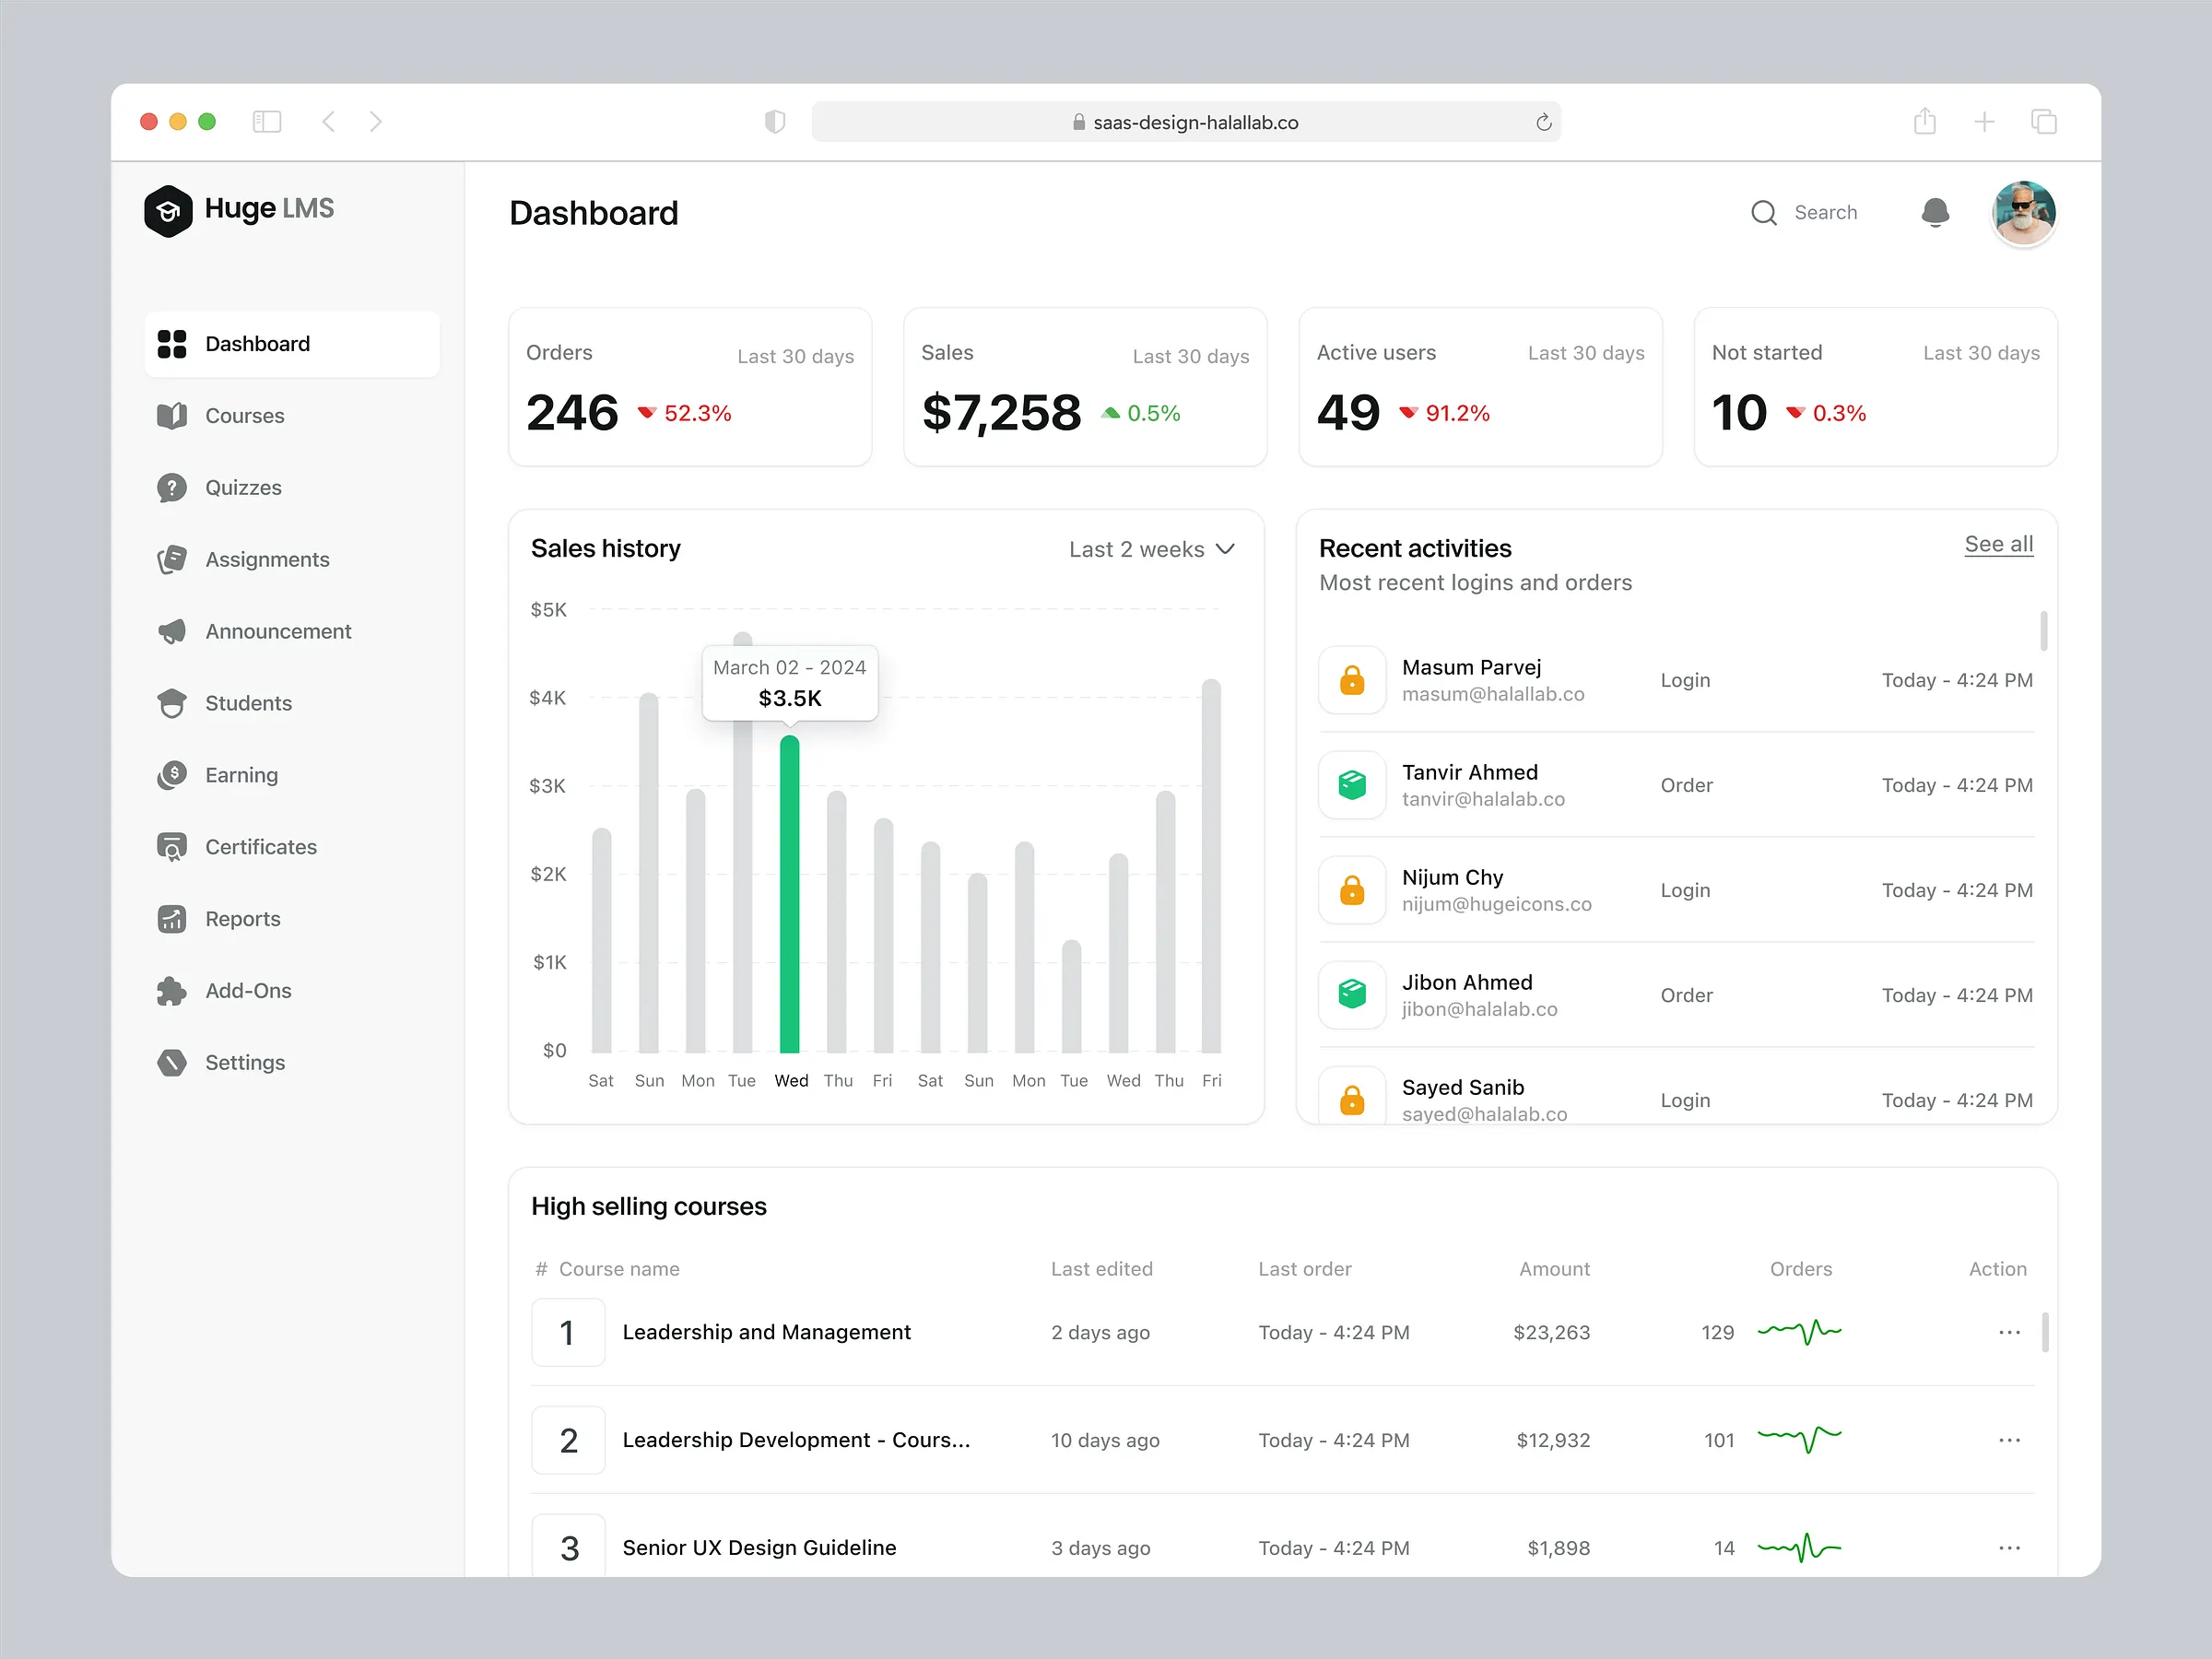 saas-design-halallab.co
Huge LMS
Dashboard
Search
Dashboard
Courses
Quizzes
Assignments
Announcement
Students
Earning
Certificates
Reports
Add-Ons
Settings
Orders Last 30 days
246 52.3%
Sales Last 30 days
$7,258 0.5%
Active users Last 30 days
49 91.2%
Not started Last 30 days
10 0.3%
Sales history Last 2 weeks
$5K
$4K
$3K
$2K
$1K
$0
March 02 - 2024
$3.5K
Sat Sun Mon Tue Wed Thu Fri Sat Sun Mon Tue Wed Thu Fri
Recent activities See all
Most recent logins and orders
Masum Parvej
masum@halallab.co
Login Today - 4:24 PM
Tanvir Ahmed
tanvir@halalab.co
Order Today - 4:24 PM
Nijum Chy
nijum@hugeicons.co
Login Today - 4:24 PM
Jibon Ahmed
jibon@halalab.co
Order Today - 4:24 PM
Sayed Sanib
sayed@halalab.co
Login Today - 4:24 PM
High selling courses
# Course name Last edited Last order Amount Orders Action
1 Leadership and Management 2 days ago Today - 4:24 PM $23,263 129 ...
2 Leadership Development - Cours... 10 days ago Today - 4:24 PM $12,932 101 ...
3 Senior UX Design Guideline 3 days ago Today - 4:24 PM $1,898 14 ...